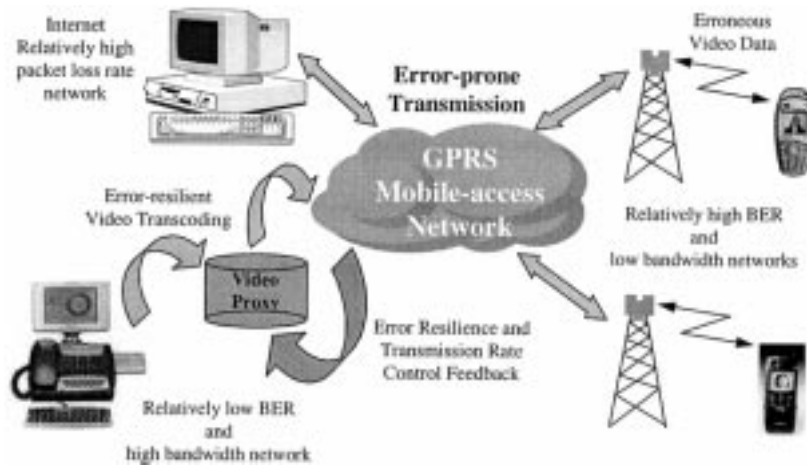 Internet
Relatively high
packet loss rate
network
Error-prone
Transmission
Erroneous
Video Data
GPRS
Mobile-access
Network
Error-resilient
Video Transcoding
Relatively high BER
and
low bandwidth networks
Video
Proxy
Error Resilience and
Transmission Rate
Control Feedback
Relatively low BER
and
high bandwidth network